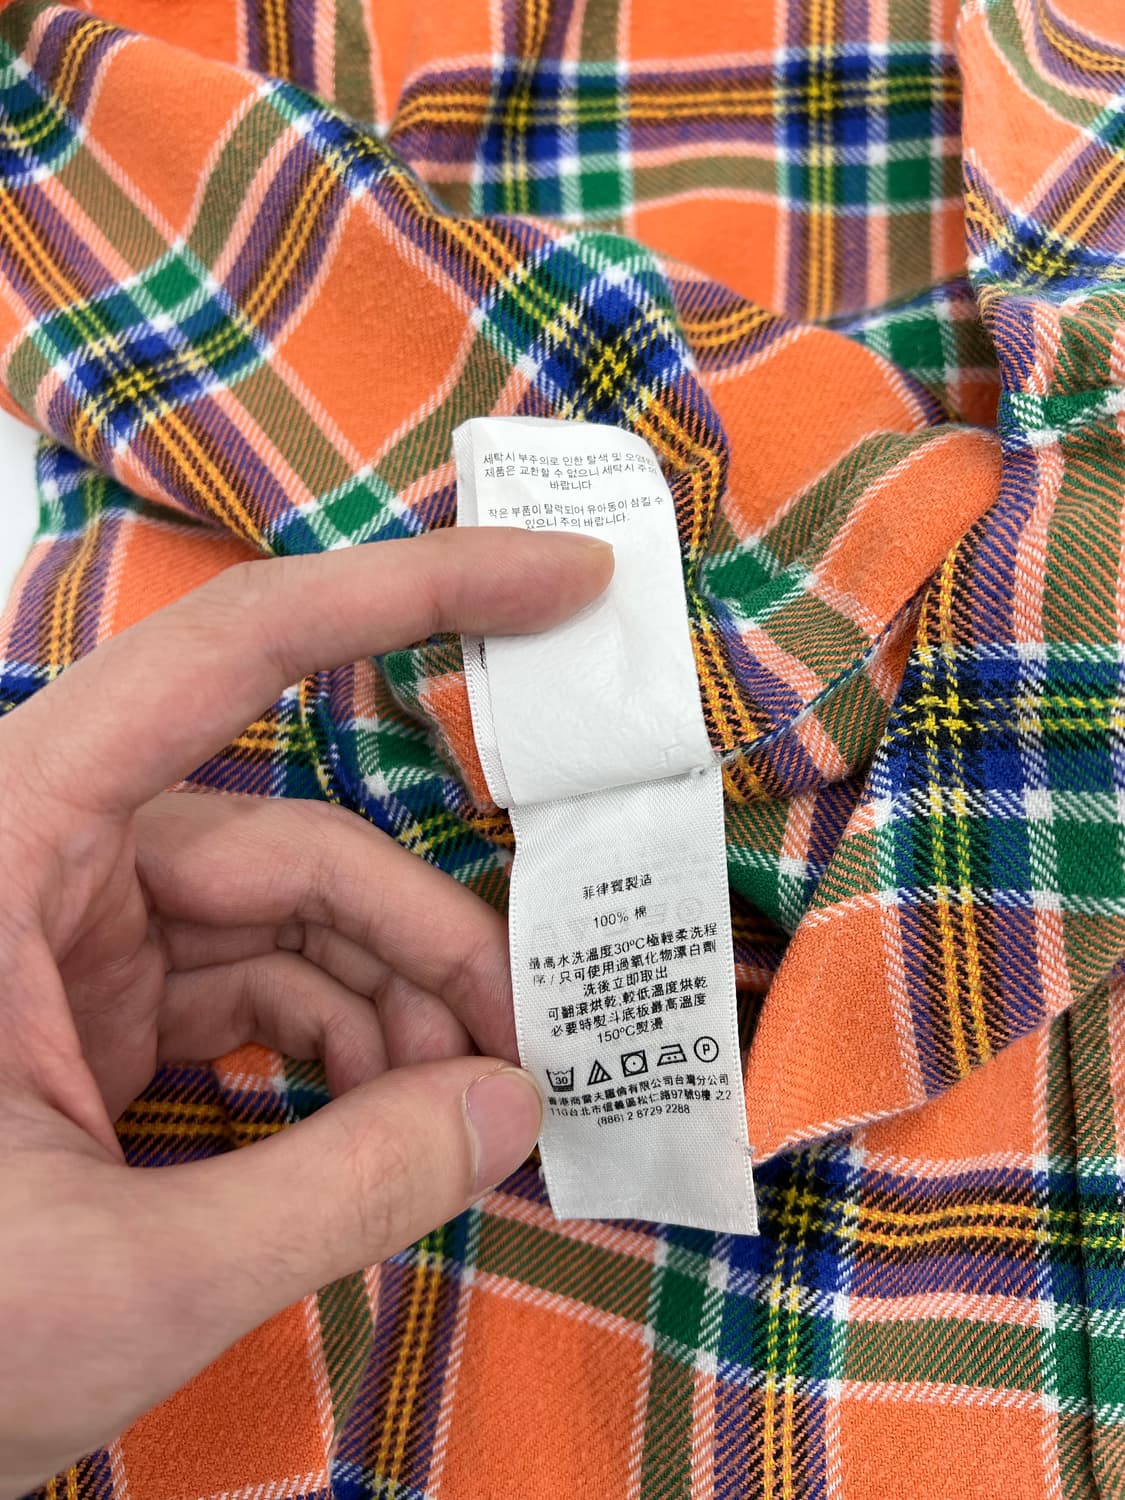 세탁시 부주의로 인한 탈색 및 오염된
제품은 교환할 수 없으니 세탁시 주의
바랍니다
작은 부품이 탈락되어 유아동이 삼킬 수
있으니 주의 바랍니다.
菲律賓製造
100% 棉
最高水洗溫度30ºC極輕柔洗程
序 / 只可使用過氧化物漂白劑
洗後立即取出
可翻滾烘乾,較低溫度烘乾
必要時熨斗底板最高溫度
150ºC熨燙
30 P
香港商雷夫羅倫有限公司台灣分公司
110台北市信義區松仁路97號9樓 之2
(886) 2 8729 2288